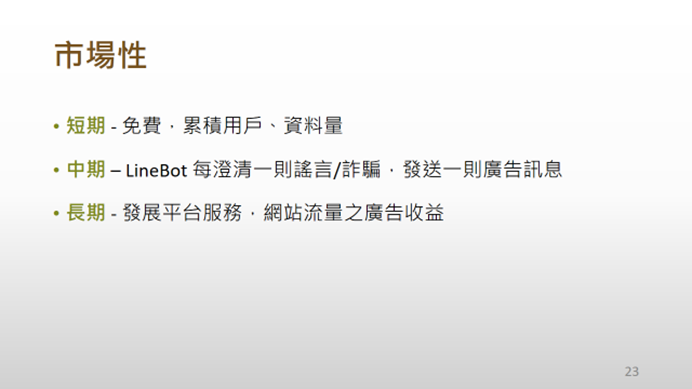 市場性
• 短期 - 免費，累積用戶、資料量
• 中期 – LineBot 每澄清一則謠言/詐騙，發送一則廣告訊息
• 長期 - 發展平台服務，網站流量之廣告收益
23